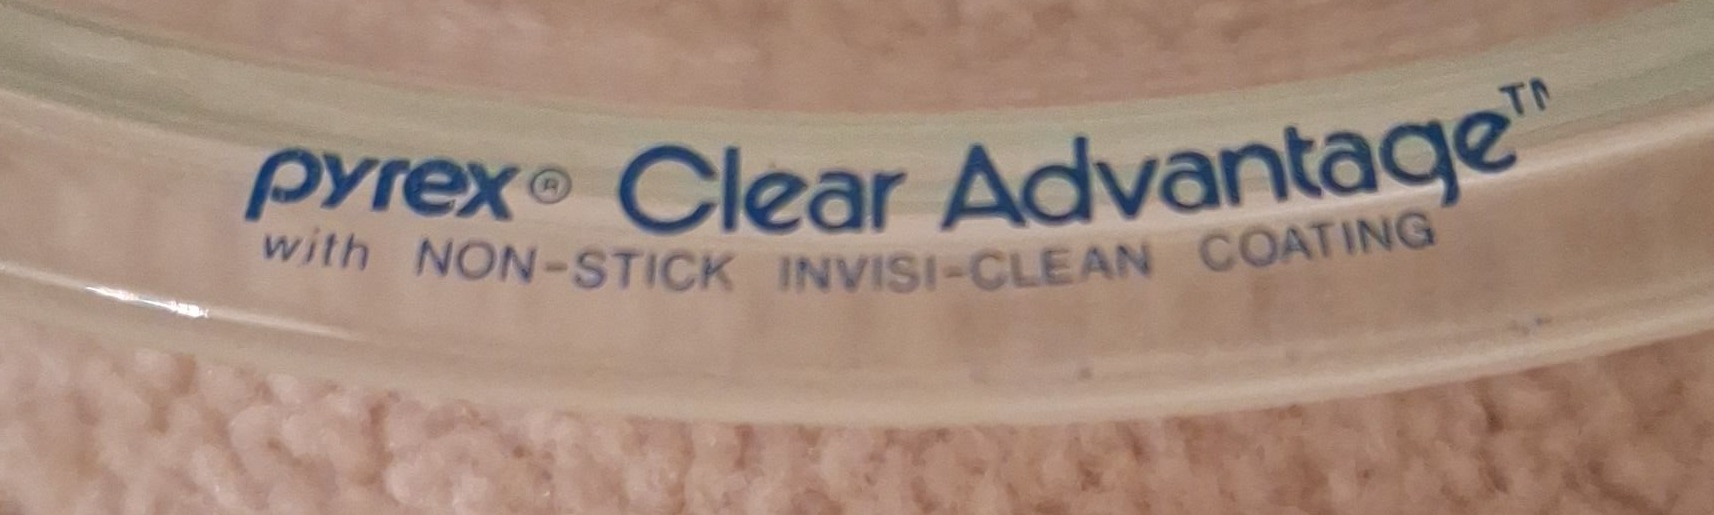 pyrex® Clear Advantage™
with NON-STICK INVISI-CLEAN COATING